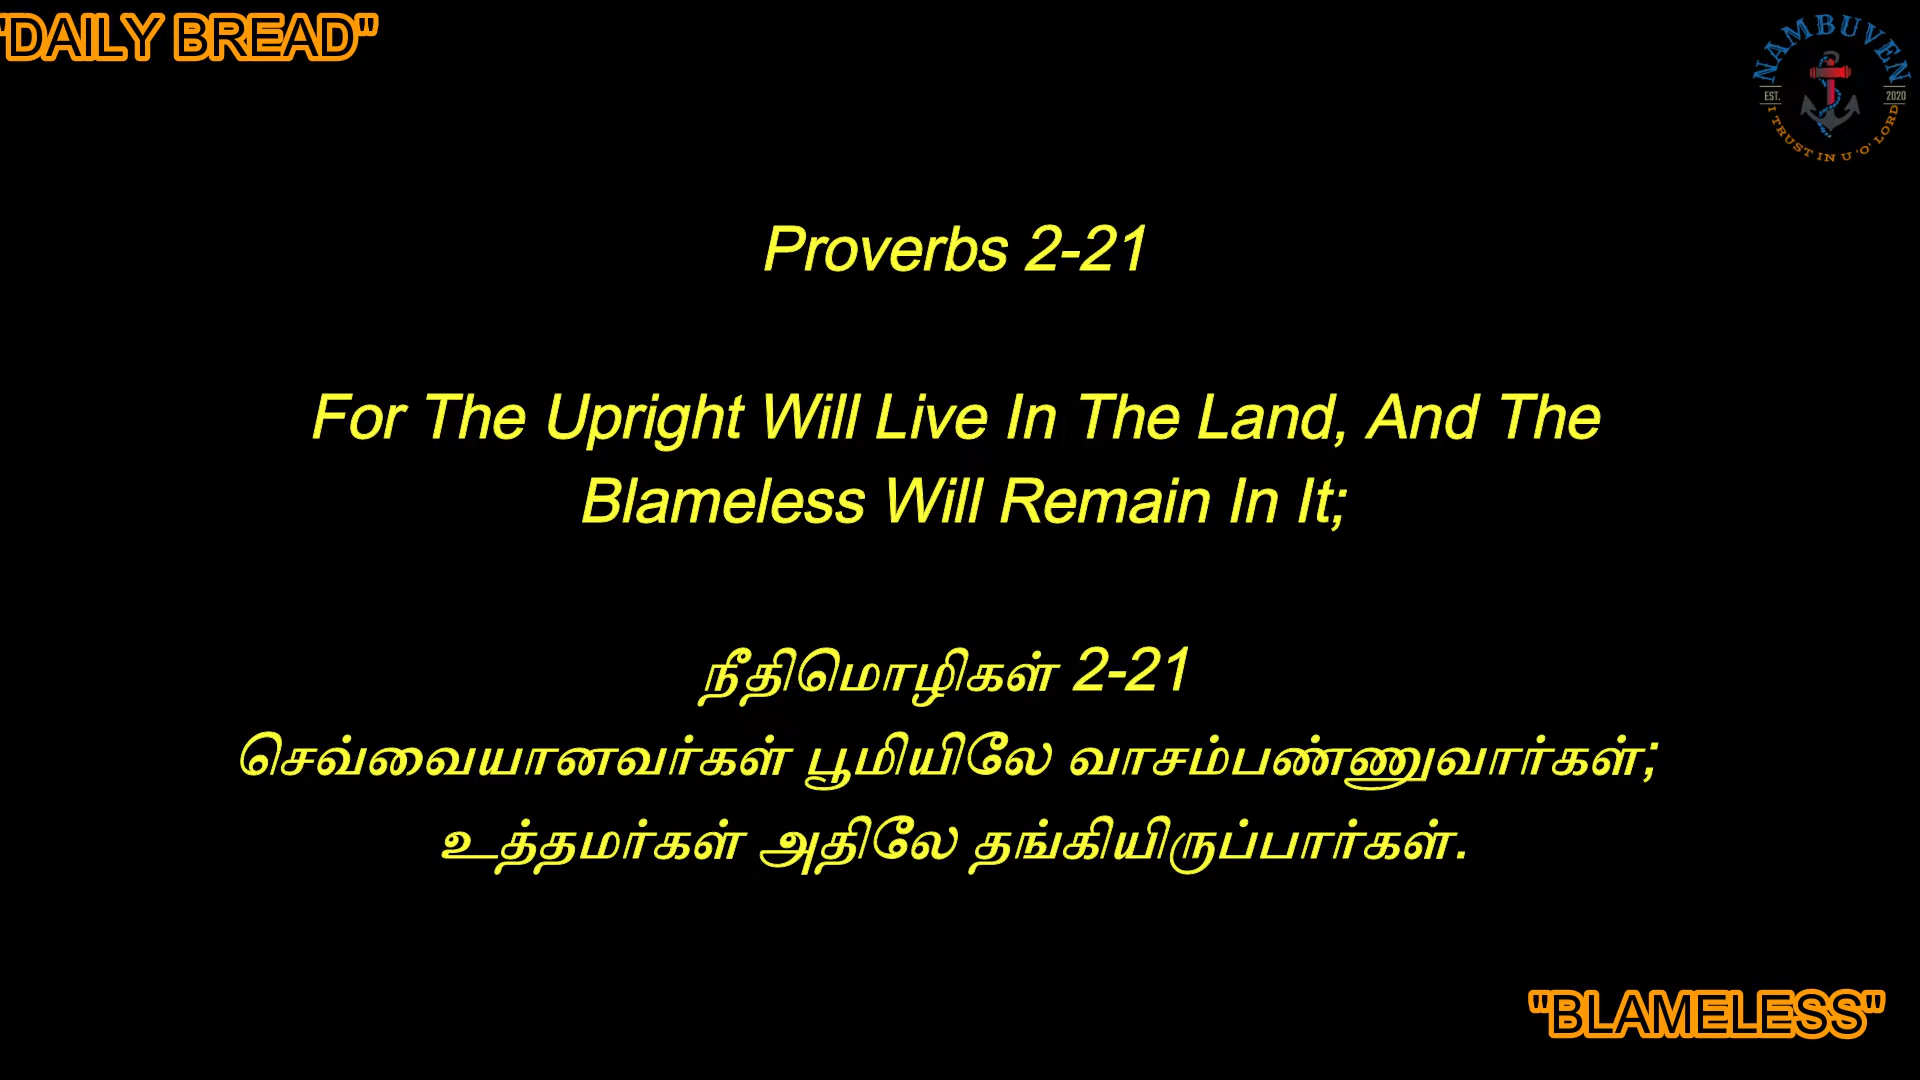 "DAILY BREAD"
NAMBUVEN
EST. 2020
I TRUST IN U 'O' LORD
Proverbs 2-21
For The Upright Will Live In The Land, And The
Blameless Will Remain In It;
நீதிமொழிகள் 2-21
செவ்வையானவர்கள் பூமியிலே வாசம்பண்ணுவார்கள்;
உத்தமர்கள் அதிலே தங்கியிருப்பார்கள்.
"BLAMELESS"